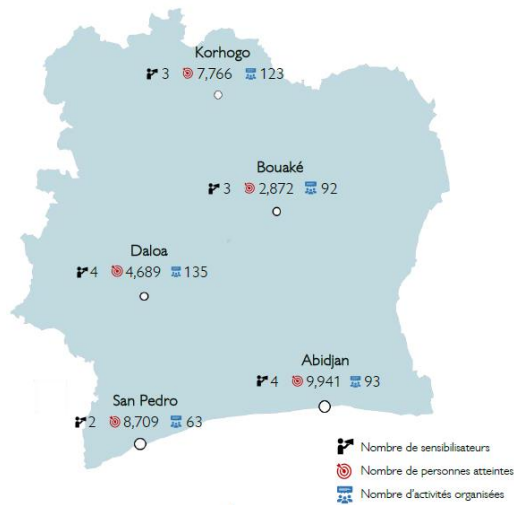 Korhogo
3 7,766 123
Bouaké
3 2,872 92
Daloa
4 4,689 135
Abidjan
4 9,941 93
San Pedro
2 8,709 63
Nombre de sensibilisateurs
Nombre de personnes atteintes
Nombre d'activités organisées